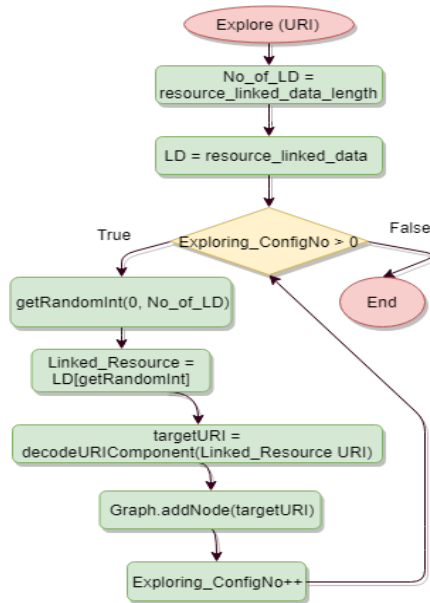 Explore (URI)
No_of_LD =
resource_linked_data_length
LD = resource_linked_data
Exploring_ConfigNo > 0
True
False
End
getRandomInt(0, No_of_LD)
Linked_Resource =
LD[getRandomInt]
targetURI =
decodeURIComponent(Linked_Resource URI)
Graph.addNode(targetURI)
Exploring_ConfigNo++